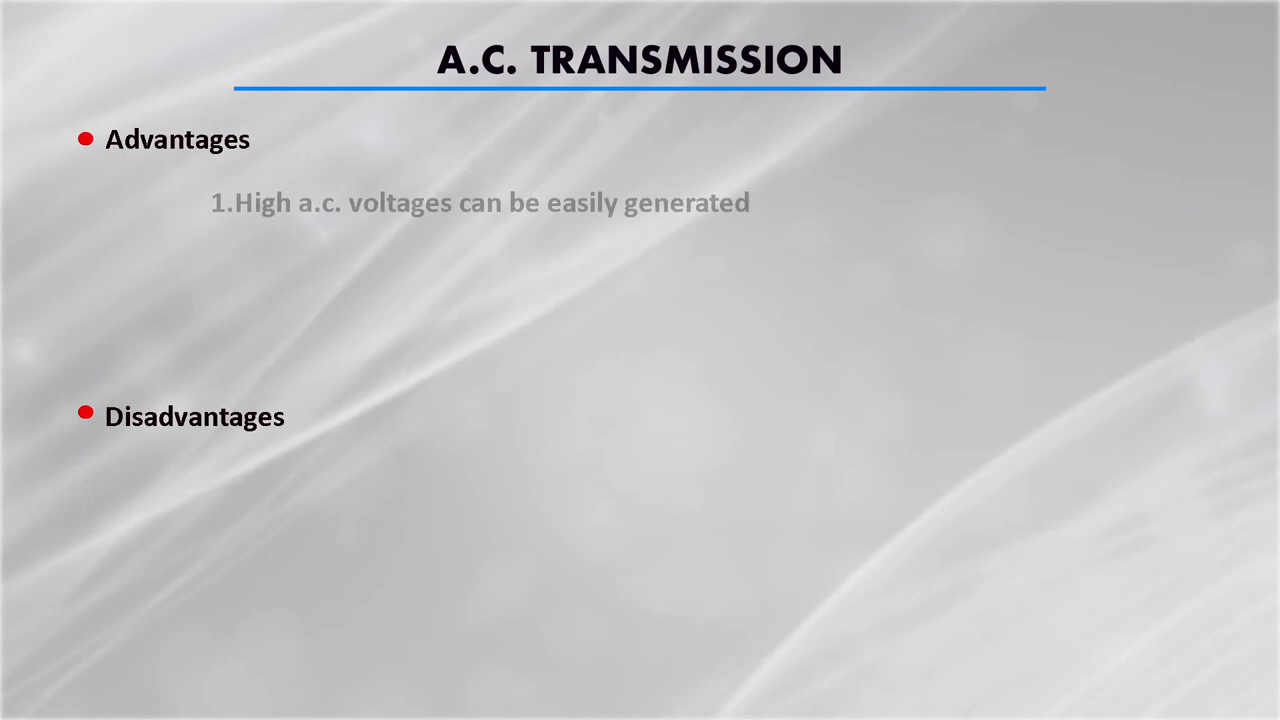 A.C. TRANSMISSION
Advantages
1.High a.c. voltages can be easily generated
Disadvantages